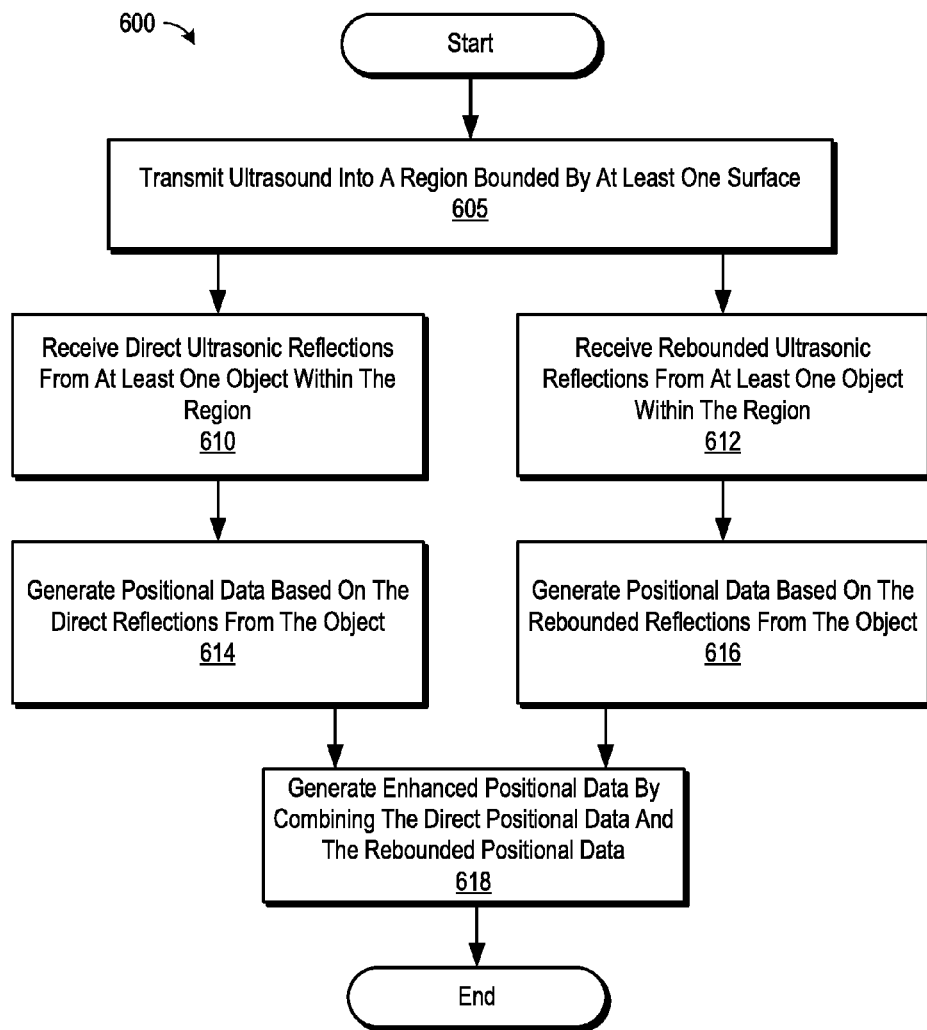 600
Start
Transmit Ultrasound Into A Region Bounded By At Least One Surface
605
Receive Direct Ultrasonic Reflections
From At Least One Object Within The
Region
610
Receive Rebounded Ultrasonic
Reflections From At Least One Object
Within The Region
612
Generate Positional Data Based On The
Direct Reflections From The Object
614
Generate Positional Data Based On The
Rebounded Reflections From The Object
616
Generate Enhanced Positional Data By
Combining The Direct Positional Data And
The Rebounded Positional Data
618
End